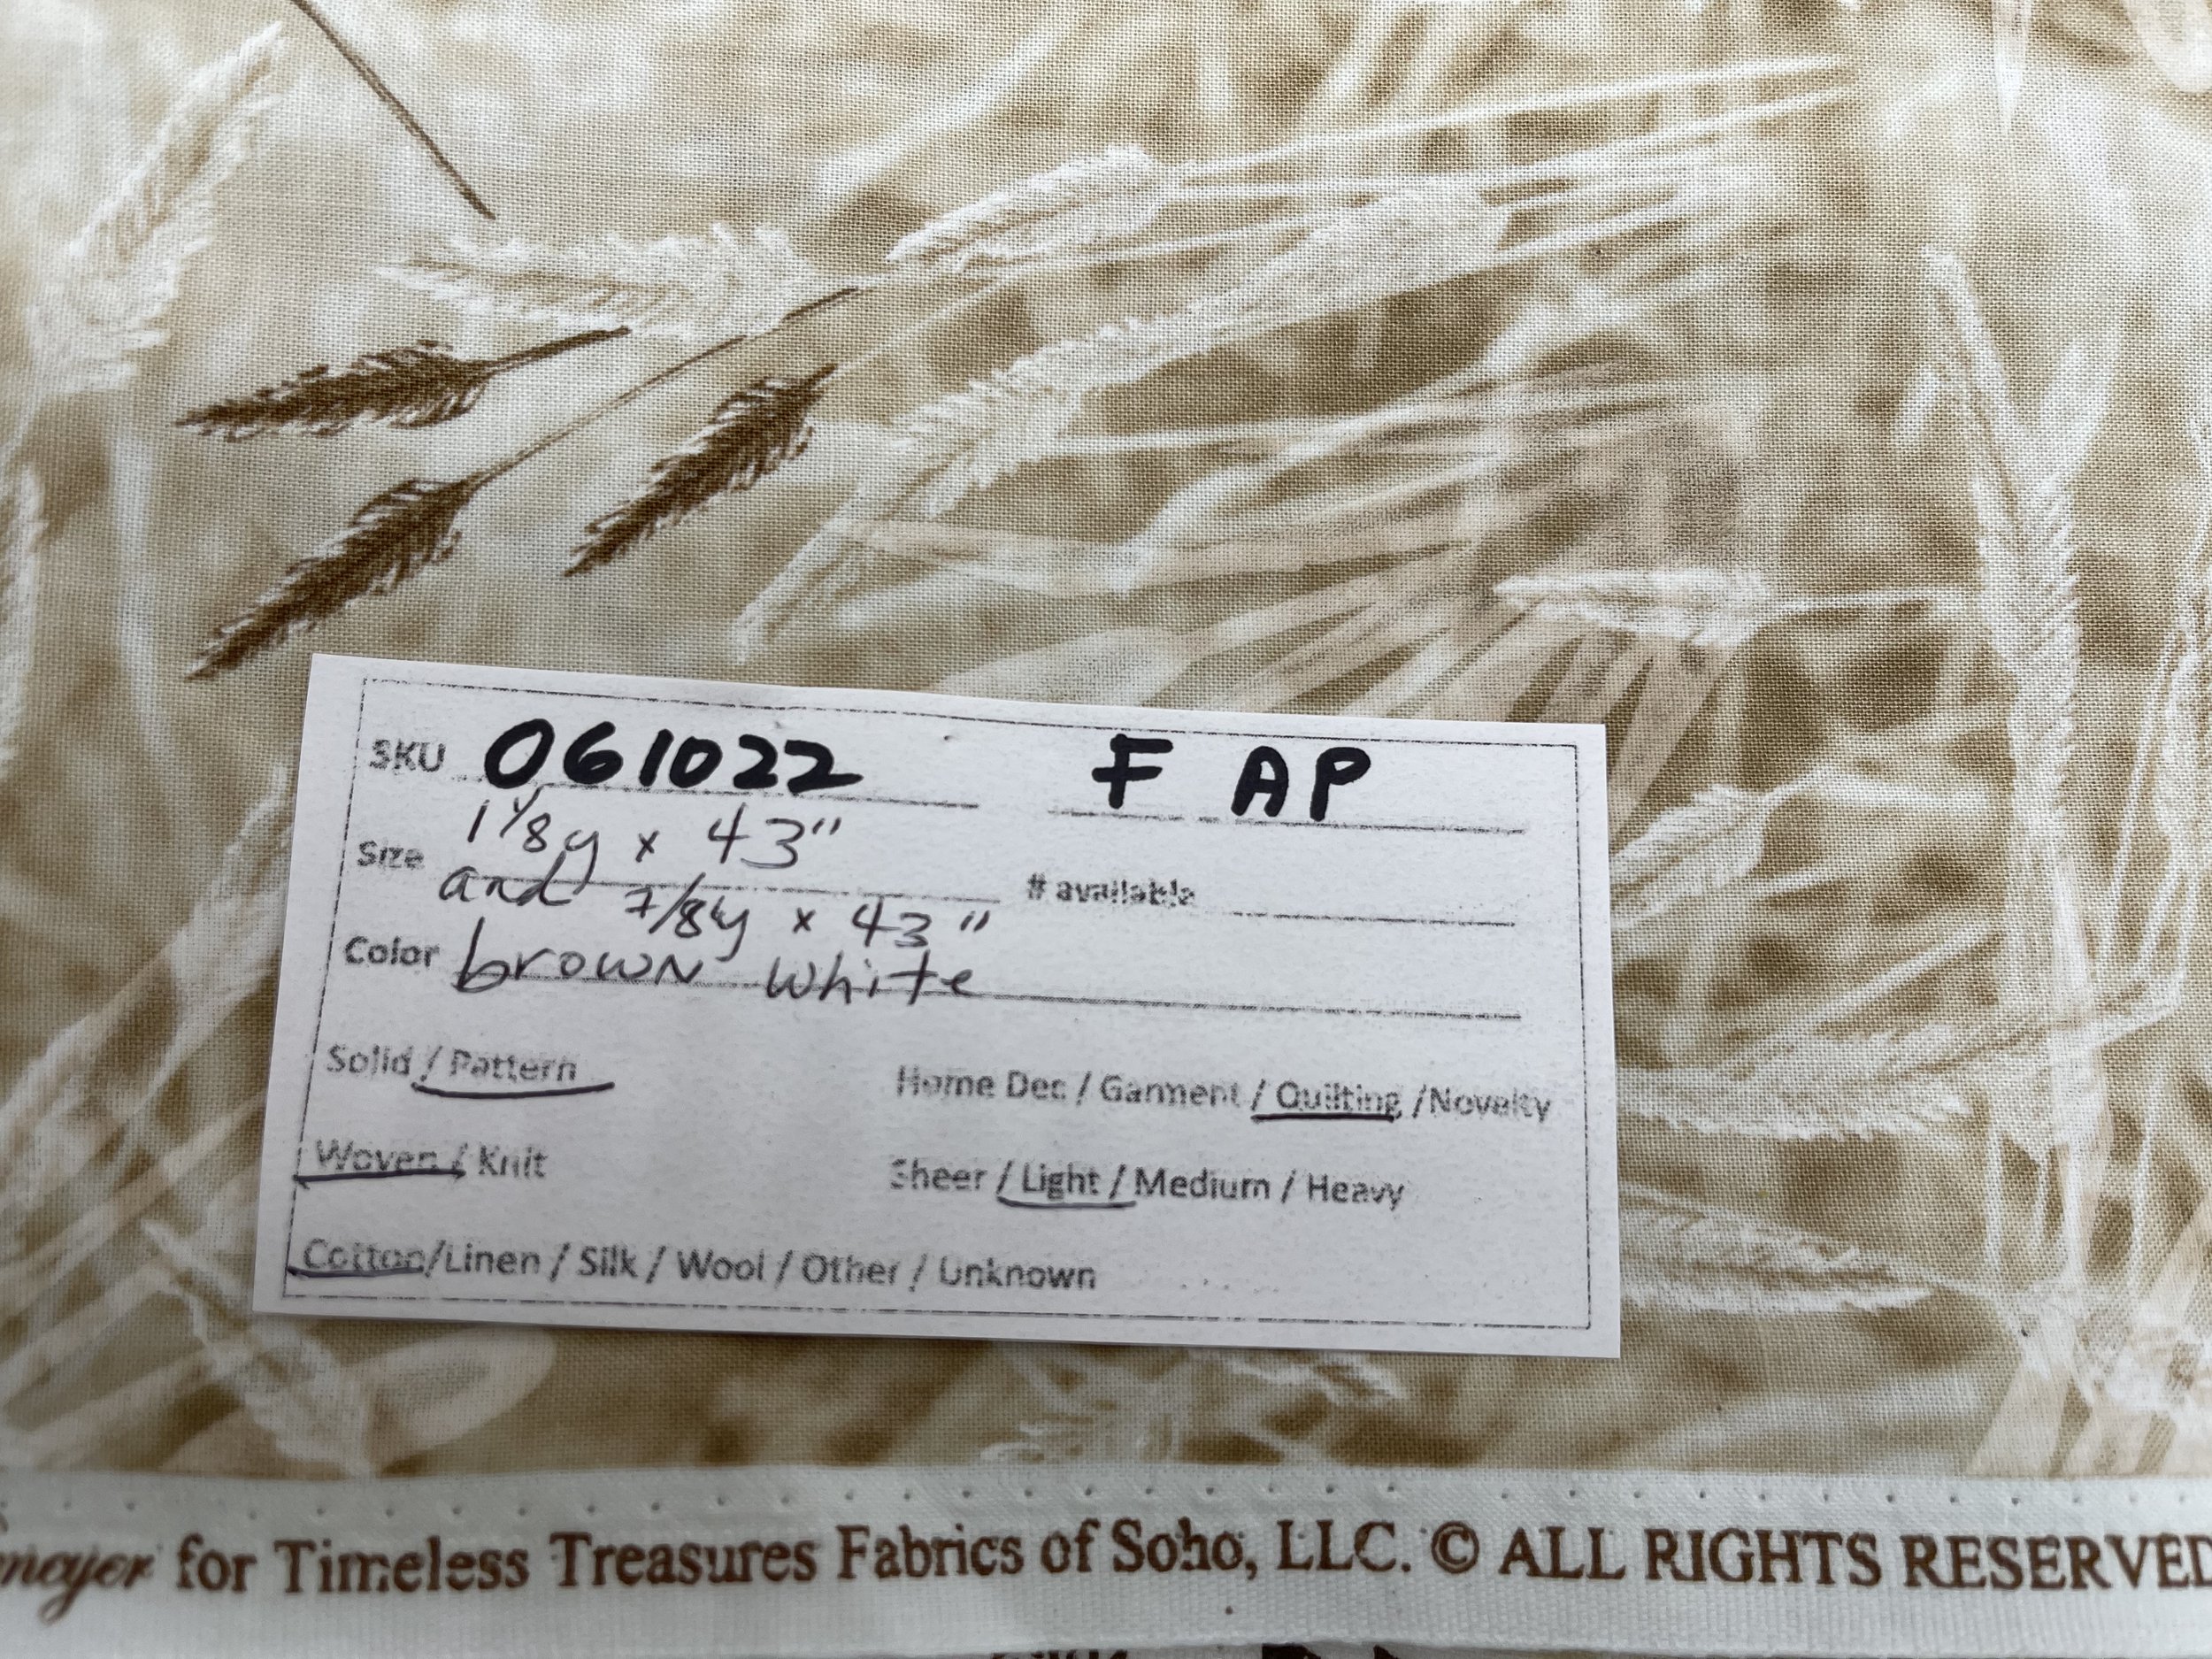 SKU 061022 F AP
Size 1 1/8y x 43"
and 7/8y x 43" # available
Color brown white
Solid / Pattern Home Dec / Garment / Quilting / Novelty
Woven / Knit Sheer / Light / Medium / Heavy
Cotton/Linen / Silk / Wool / Other / Unknown
for Timeless Treasures Fabrics of Soho, LLC. © ALL RIGHTS RESERVED